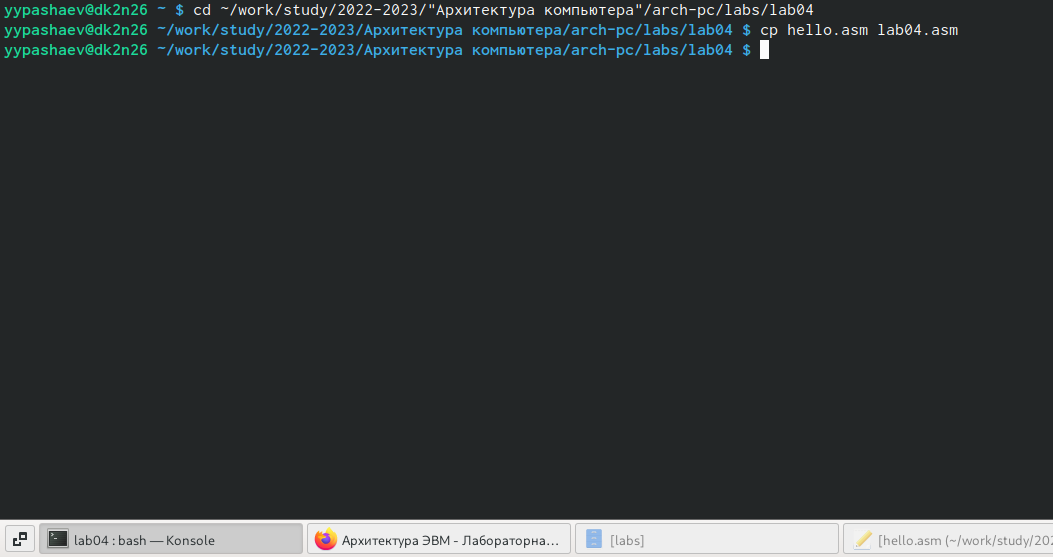 yypashaev@dk2n26 ~ $ cd ~/work/study/2022-2023/"Архитектура компьютера"/arch-pc/labs/lab04
yypashaev@dk2n26 ~/work/study/2022-2023/Архитектура компьютера/arch-pc/labs/lab04 $ cp hello.asm lab04.asm
yypashaev@dk2n26 ~/work/study/2022-2023/Архитектура компьютера/arch-pc/labs/lab04 $
lab04 : bash — Konsole
Архитектура ЭВМ - Лабораторна...
[labs]
[hello.asm (~/work/study/202